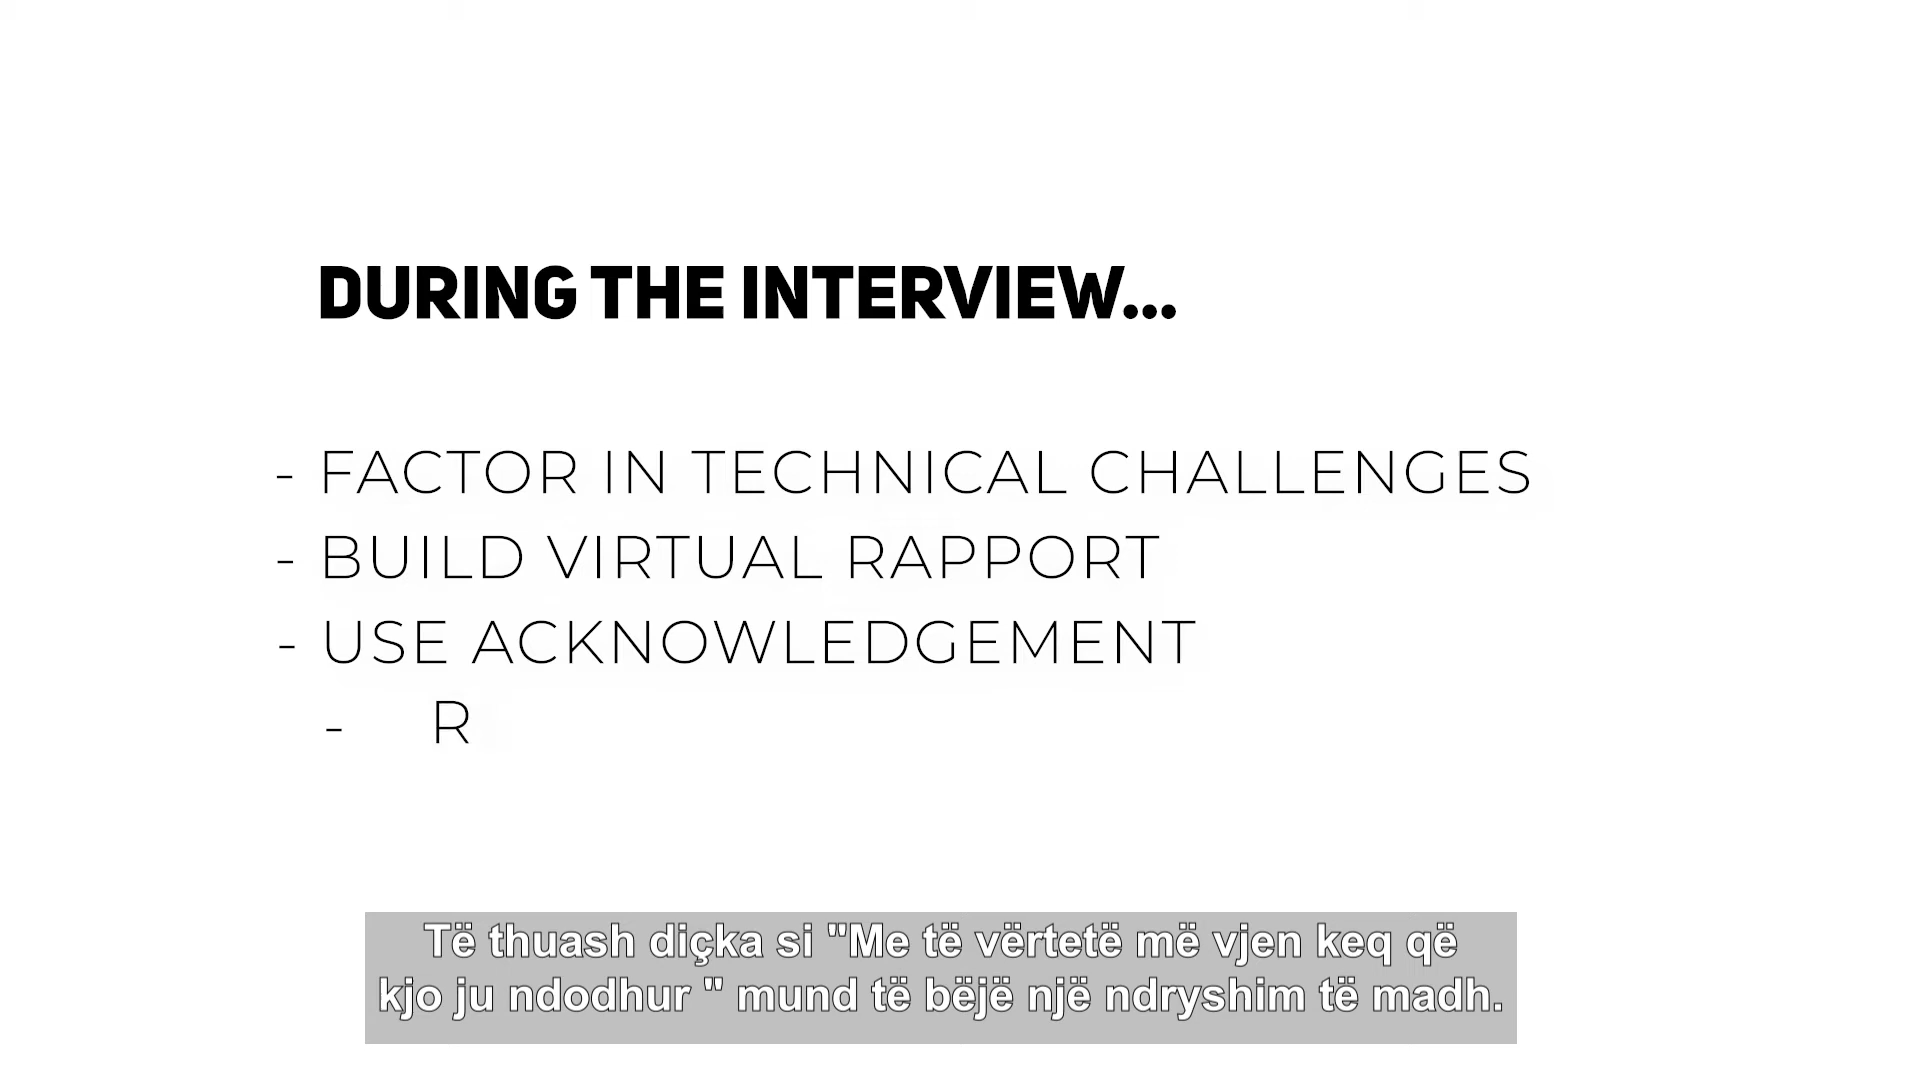 DURING THE INTERVIEW...
- FACTOR IN TECHNICAL CHALLENGES
- BUILD VIRTUAL RAPPORT
- USE ACKNOWLEDGEMENT
- R
Të thuash diçka si "Me të vërtetë më vjen keq që
kjo ju ndodhur " mund të bëjë një ndryshim të madh.